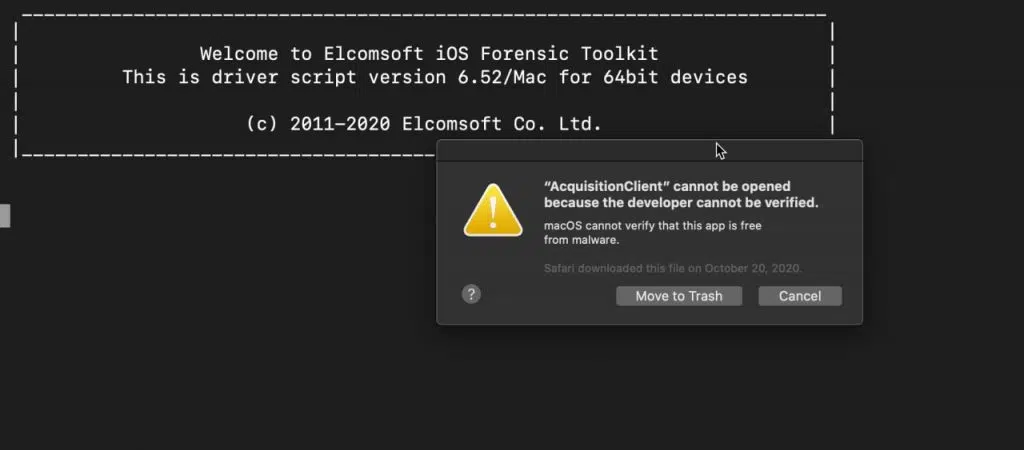 Welcome to Elcomsoft iOS Forensic Toolkit
This is driver script version 6.52/Mac for 64bit devices
(c) 2011-2020 Elcomsoft Co. Ltd.
“AcquisitionClient” cannot be opened
because the developer cannot be verified.
macOS cannot verify that this app is free
from malware.
Safari downloaded this file on October 20, 2020.
?
Move to Trash
Cancel